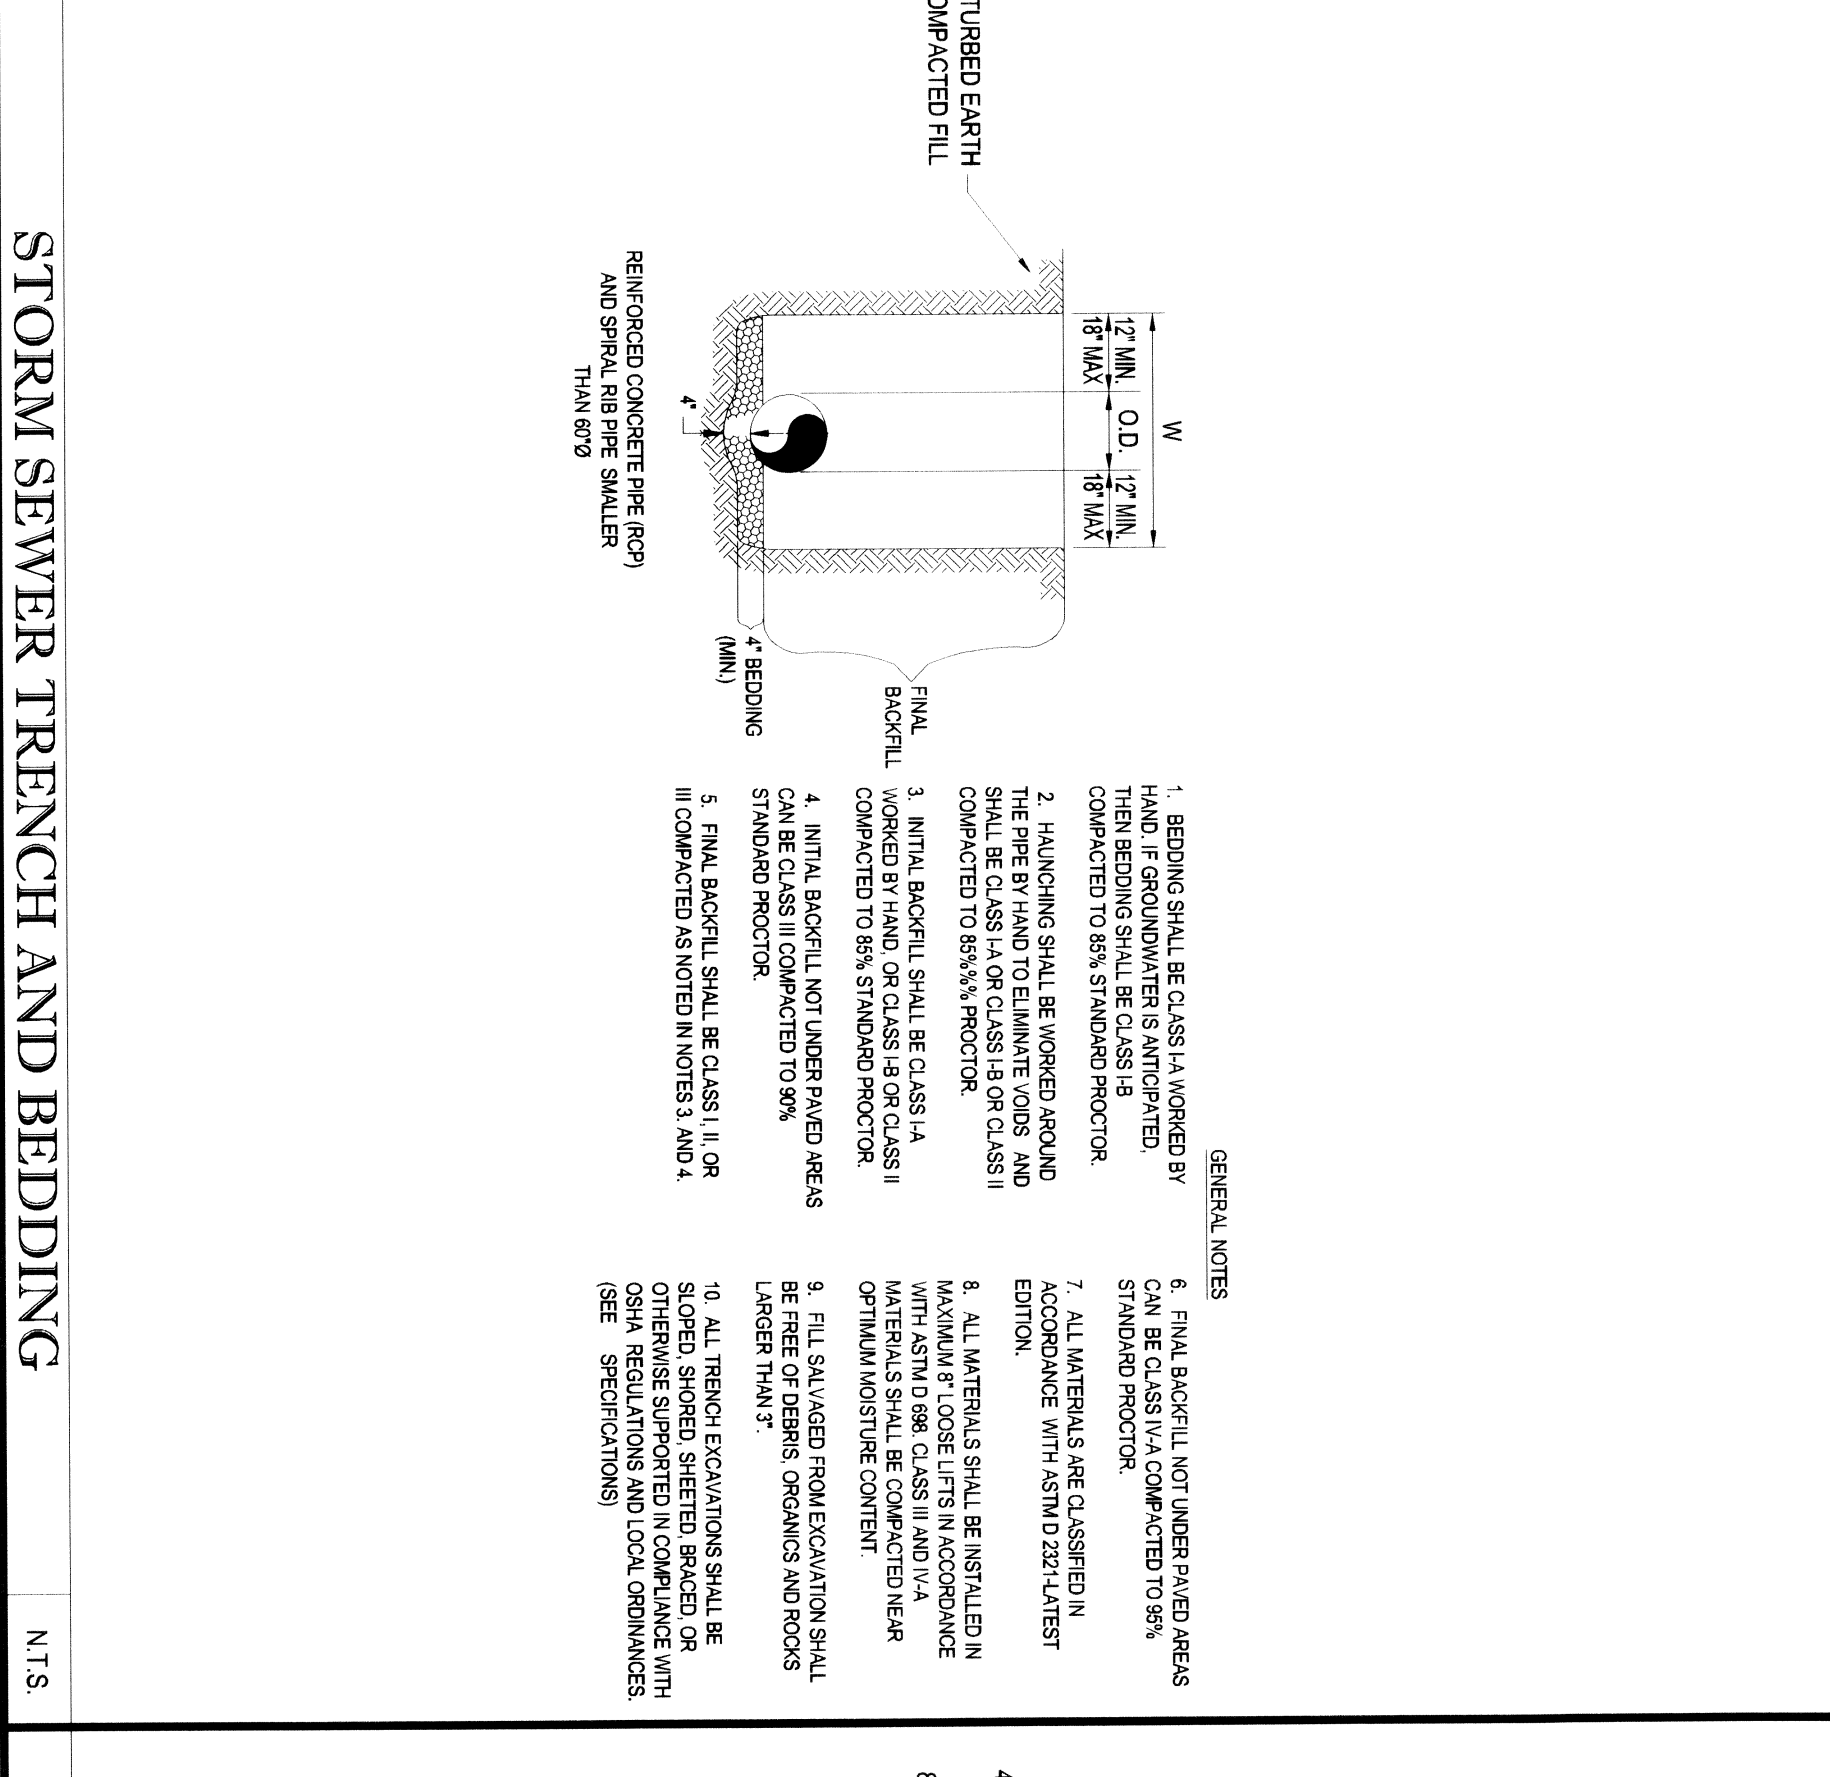 TURBED EARTH
OMPACTED FILL
W
12" MIN.
18" MAX
O.D.
12" MIN.
18" MAX
FINAL
BACKFILL
4" BEDDING
(MIN.)
4"
REINFORCED CONCRETE PIPE (RCP)
AND SPIRAL RIB PIPE SMALLER
THAN 60"Ø
GENERAL NOTES
1. BEDDING SHALL BE CLASS I-A WORKED BY
HAND. IF GROUNDWATER IS ANTICIPATED,
THEN BEDDING SHALL BE CLASS I-B
COMPACTED TO 85% STANDARD PROCTOR.
2. HAUNCHING SHALL BE WORKED AROUND
THE PIPE BY HAND TO ELIMINATE VOIDS AND
SHALL BE CLASS I-A OR CLASS I-B OR CLASS II
COMPACTED TO 85%%% PROCTOR.
3. INITIAL BACKFILL SHALL BE CLASS I-A
WORKED BY HAND, OR CLASS I-B OR CLASS II
COMPACTED TO 85% STANDARD PROCTOR.
4. INITIAL BACKFILL NOT UNDER PAVED AREAS
CAN BE CLASS III COMPACTED TO 90%
STANDARD PROCTOR.
5. FINAL BACKFILL SHALL BE CLASS I, II, OR
III COMPACTED AS NOTED IN NOTES 3. AND 4.
6. FINAL BACKFILL NOT UNDER PAVED AREAS
CAN BE CLASS IV-A COMPACTED TO 95%
STANDARD PROCTOR.
7. ALL MATERIALS ARE CLASSIFIED IN
ACCORDANCE WITH ASTM D 2321-LATEST
EDITION.
8. ALL MATERIALS SHALL BE INSTALLED IN
MAXIMUM 8" LOOSE LIFTS IN ACCORDANCE
WITH ASTM D 698. CLASS III AND IV-A
MATERIALS SHALL BE COMPACTED NEAR
OPTIMUM MOISTURE CONTENT.
9. FILL SALVAGED FROM EXCAVATION SHALL
BE FREE OF DEBRIS, ORGANICS AND ROCKS
LARGER THAN 3".
10. ALL TRENCH EXCAVATIONS SHALL BE
SLOPED, SHORED, SHEETED, BRACED, OR
OTHERWISE SUPPORTED IN COMPLIANCE WITH
OSHA REGULATIONS AND LOCAL ORDINANCES.
(SEE SPECIFICATIONS)
STORM SEWER TRENCH AND BEDDING
N.T.S.